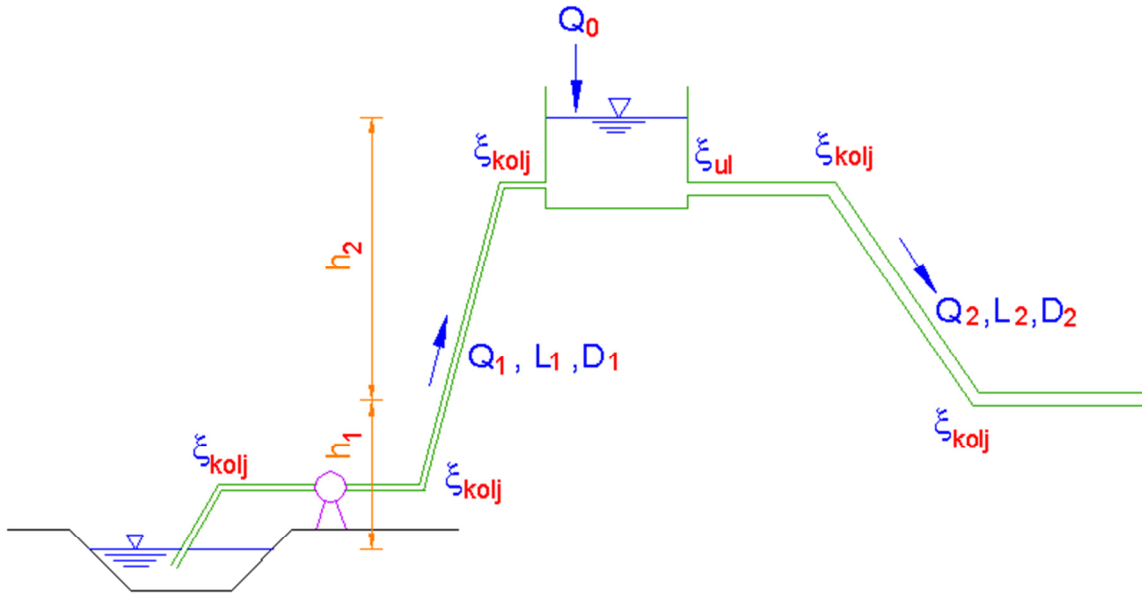 Q0
ξkolj
ξul
ξkolj
h2
Q1 , L1 ,D1
Q2,L2,D2
h1
ξkolj
ξkolj
ξkolj